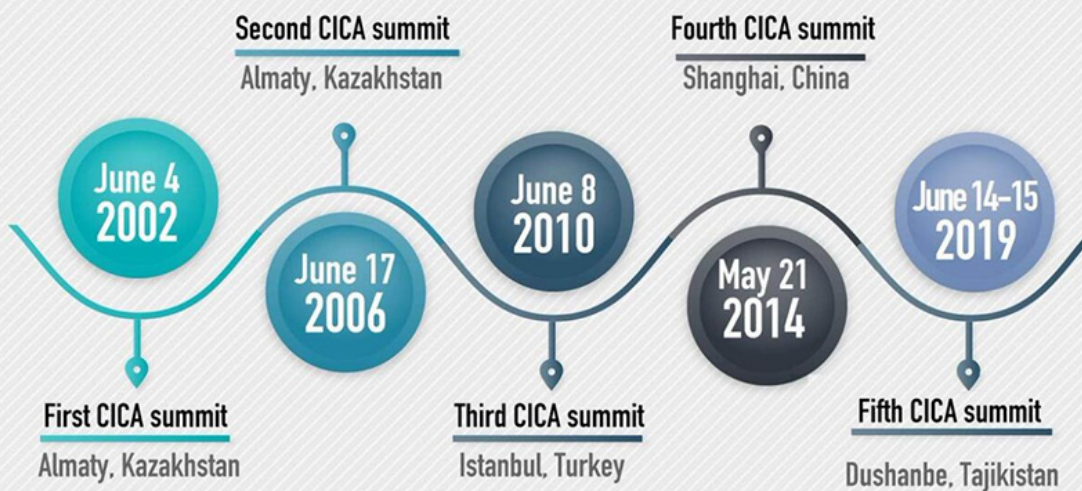 Second CICA summit
Almaty, Kazakhstan
Fourth CICA summit
Shanghai, China
June 4
2002
June 17
2006
June 8
2010
May 21
2014
June 14-15
2019
First CICA summit
Almaty, Kazakhstan
Third CICA summit
Istanbul, Turkey
Fifth CICA summit
Dushanbe, Tajikistan